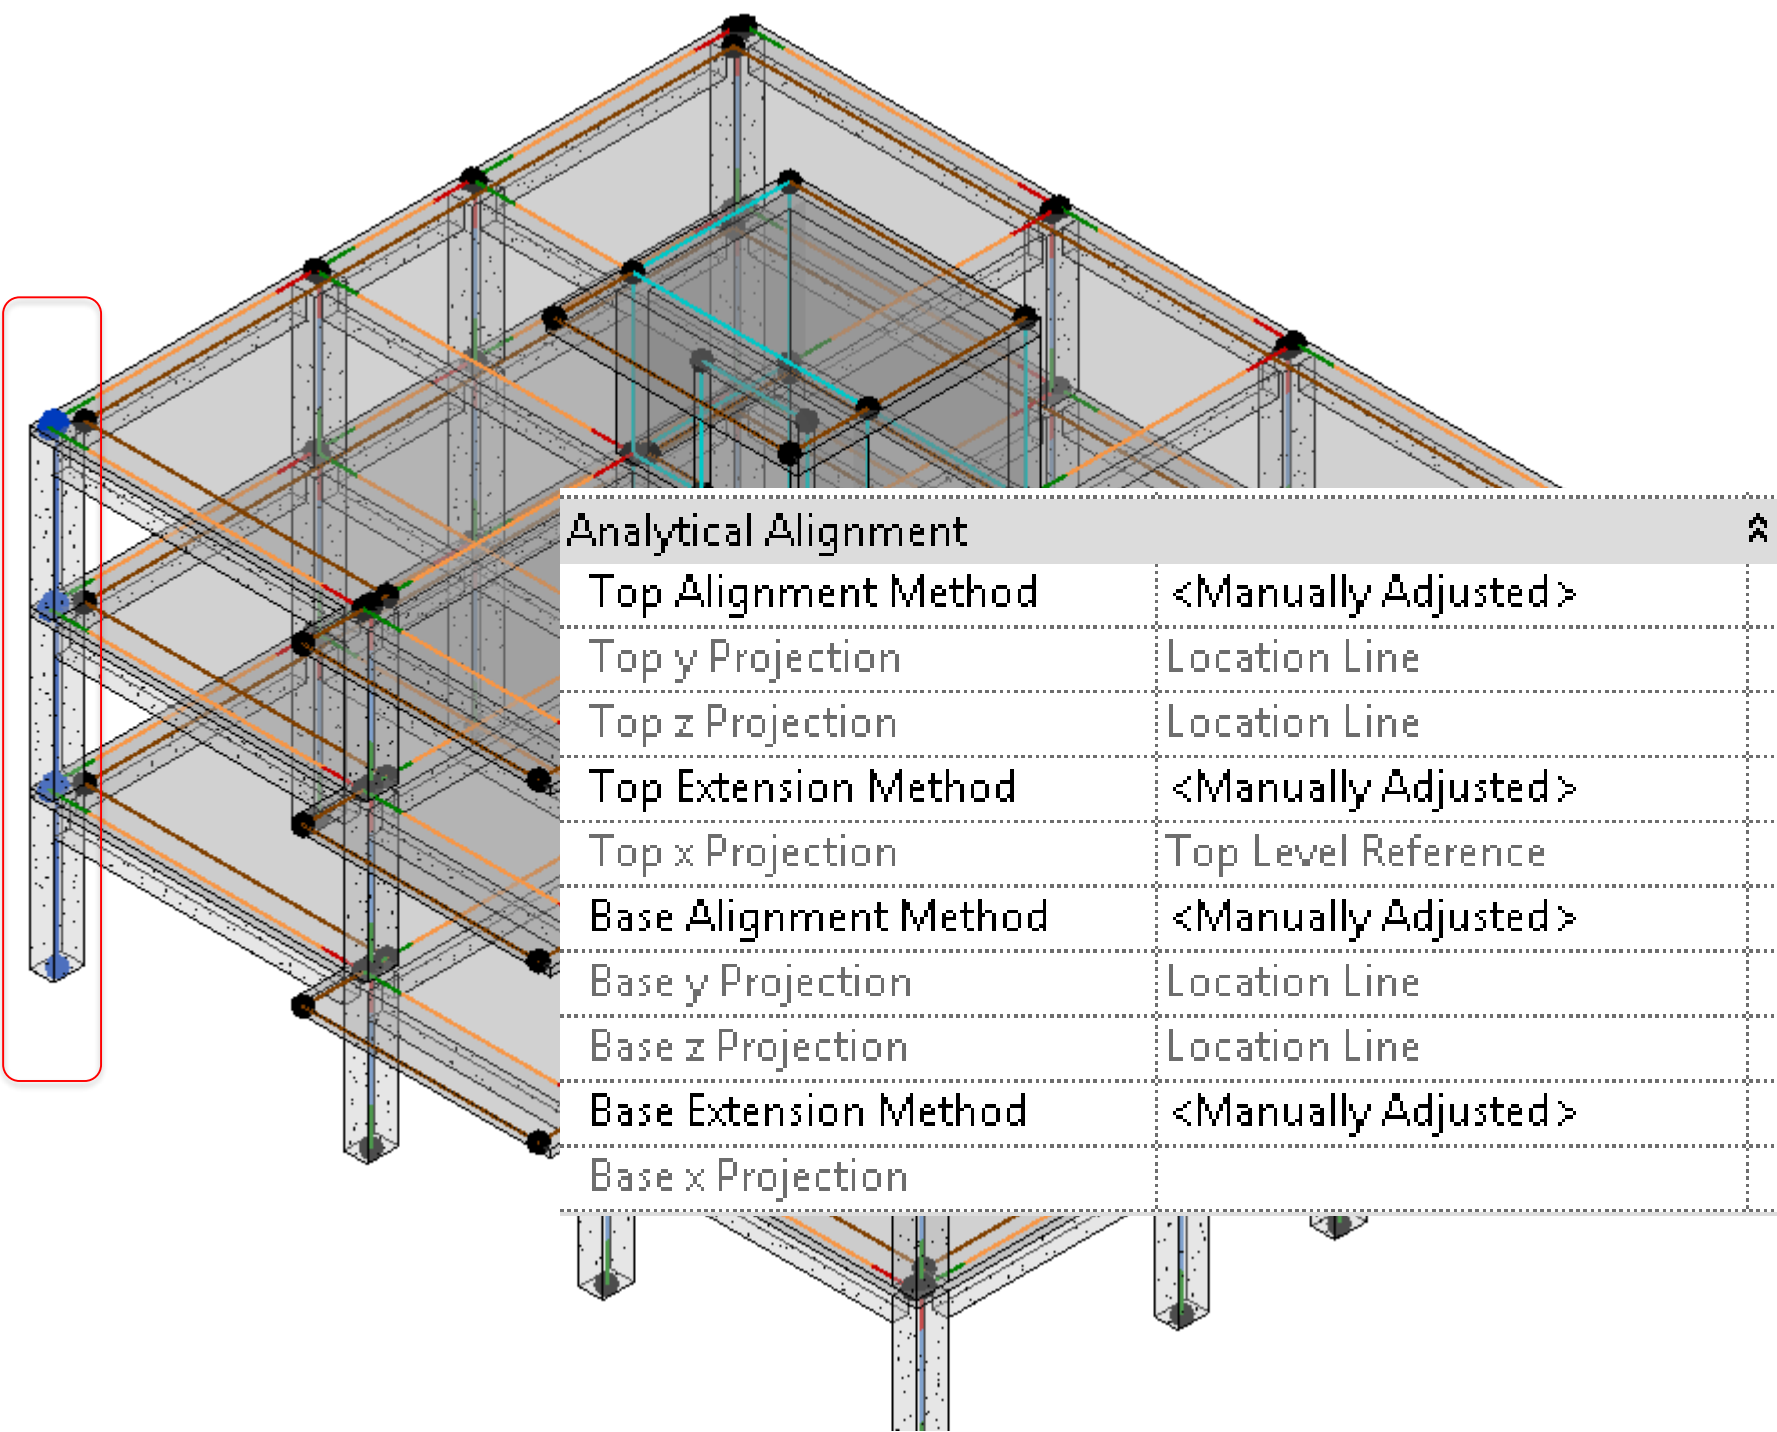 Analytical Alignment
Top Alignment Method <Manually Adjusted>
Top y Projection Location Line
Top z Projection Location Line
Top Extension Method <Manually Adjusted>
Top x Projection Top Level Reference
Base Alignment Method <Manually Adjusted>
Base y Projection Location Line
Base z Projection Location Line
Base Extension Method <Manually Adjusted>
Base x Projection